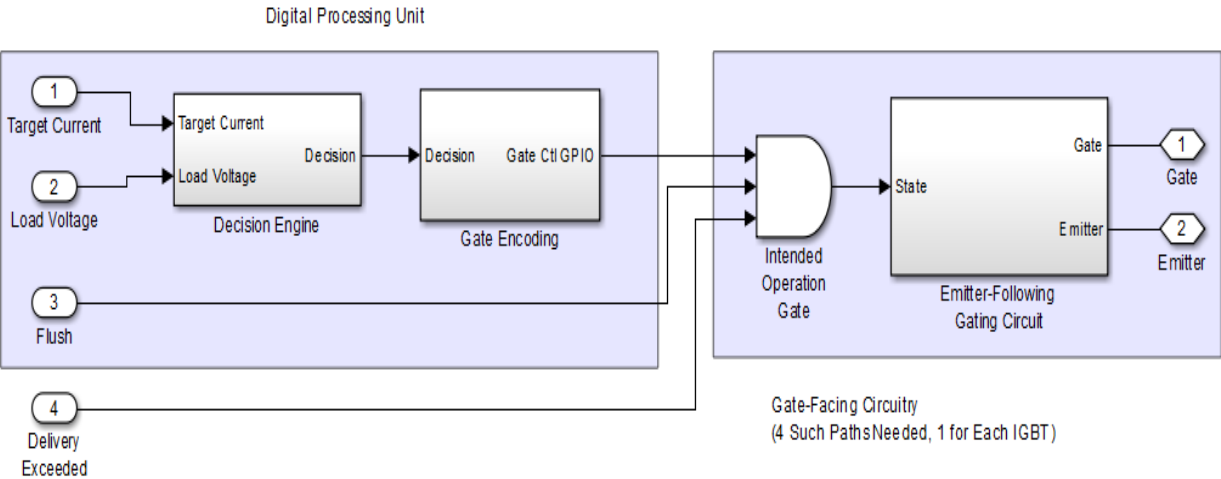 Digital Processing Unit
1
Target Current
2
Load Voltage
Target Current
Load Voltage
Decision
Decision Engine
Decision
Gate Ctl GPIO
Gate Encoding
3
Flush
4
Delivery
Exceeded
Intended
Operation
Gate
State
Gate
Emitter
Emitter-Following
Gating Circuit
1
Gate
2
Emitter
Gate-Facing Circuitry
(4 Such Paths Needed, 1 for Each IGBT)